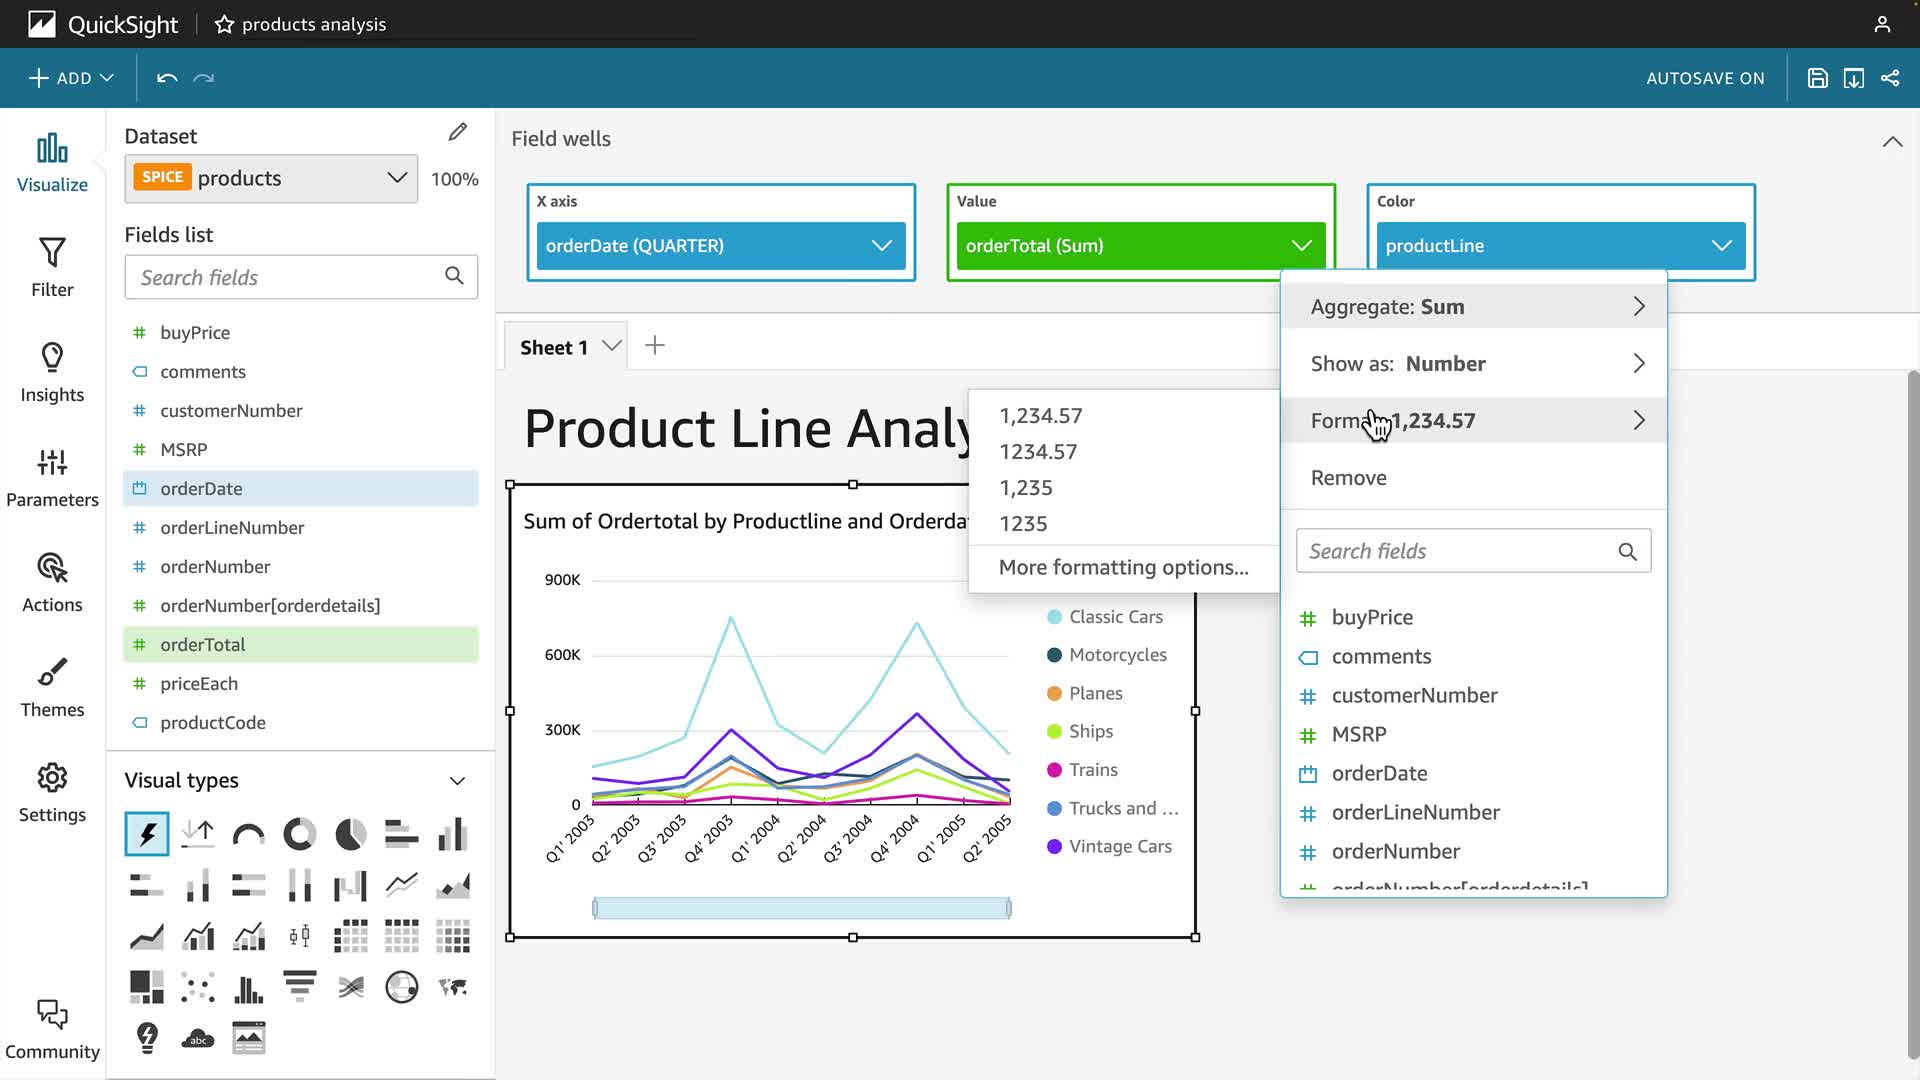 QuickSight
products analysis
ADD
AUTOSAVE ON
Visualize
Filter
Insights
Parameters
Actions
Themes
Settings
Community
Dataset
SPICE products
100%
Fields list
Search fields
buyPrice
comments
customerNumber
MSRP
orderDate
orderLineNumber
orderNumber
orderNumber[orderdetails]
orderTotal
priceEach
productCode
Visual types
abc
Field wells
X axis
orderDate (QUARTER)
Value
orderTotal (Sum)
Color
productLine
Sheet 1
Product Line Analy
Sum of Ordertotal by Productline and Orderda
900K
600K
300K
0
Q1' 2003
Q2' 2003
Q3' 2003
Q4' 2003
Q1' 2004
Q2' 2004
Q3' 2004
Q4' 2004
Q1' 2005
Q2' 2005
Classic Cars
Motorcycles
Planes
Ships
Trains
Trucks and ...
Vintage Cars
1,234.57
1234.57
1,235
1235
More formatting options...
Aggregate: Sum
Show as: Number
Form 1,234.57
Remove
Search fields
buyPrice
comments
customerNumber
MSRP
orderDate
orderLineNumber
orderNumber
orderNumber[orderdetails]